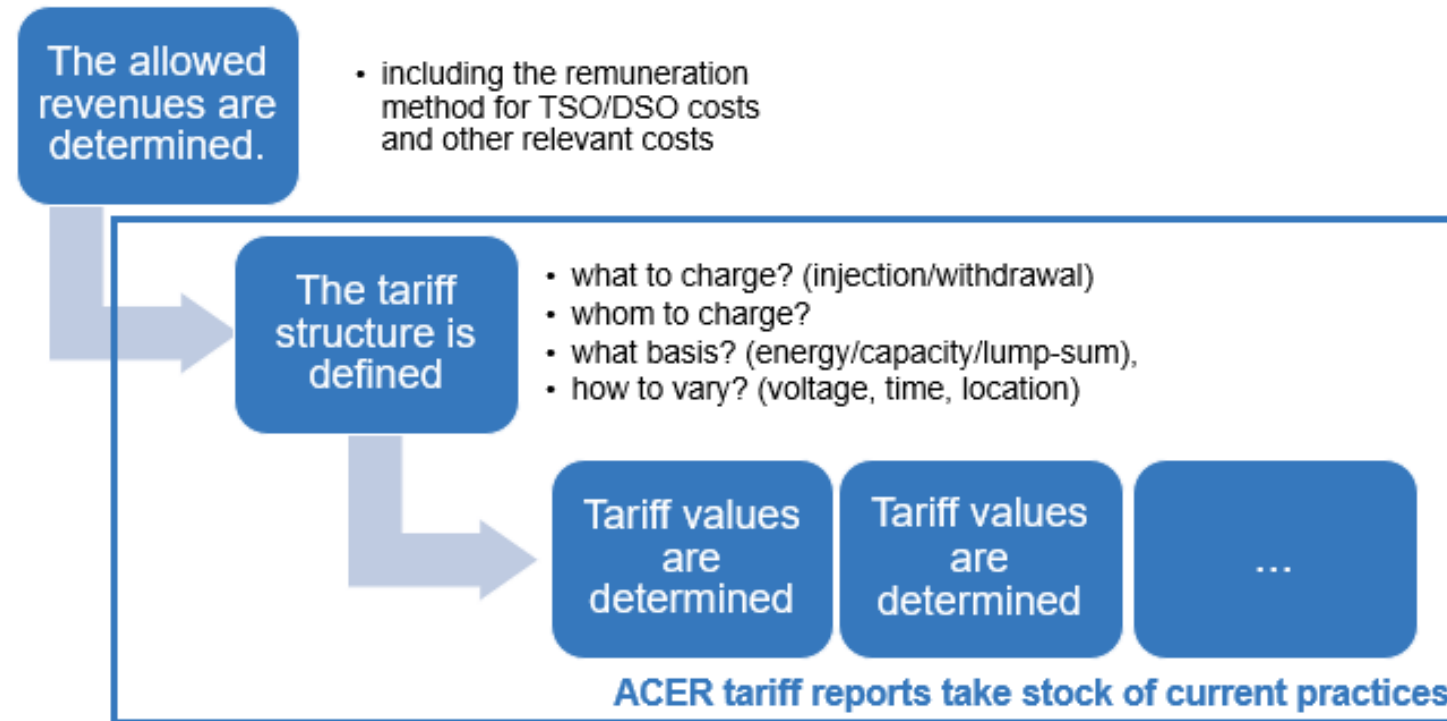 The allowed
revenues are
determined.
• including the remuneration
method for TSO/DSO costs
and other relevant costs
The tariff
structure is
defined
• what to charge? (injection/withdrawal)
• whom to charge?
• what basis? (energy/capacity/lump-sum),
• how to vary? (voltage, time, location)
Tariff values
are
determined
Tariff values
are
determined
...
ACER tariff reports take stock of current practices